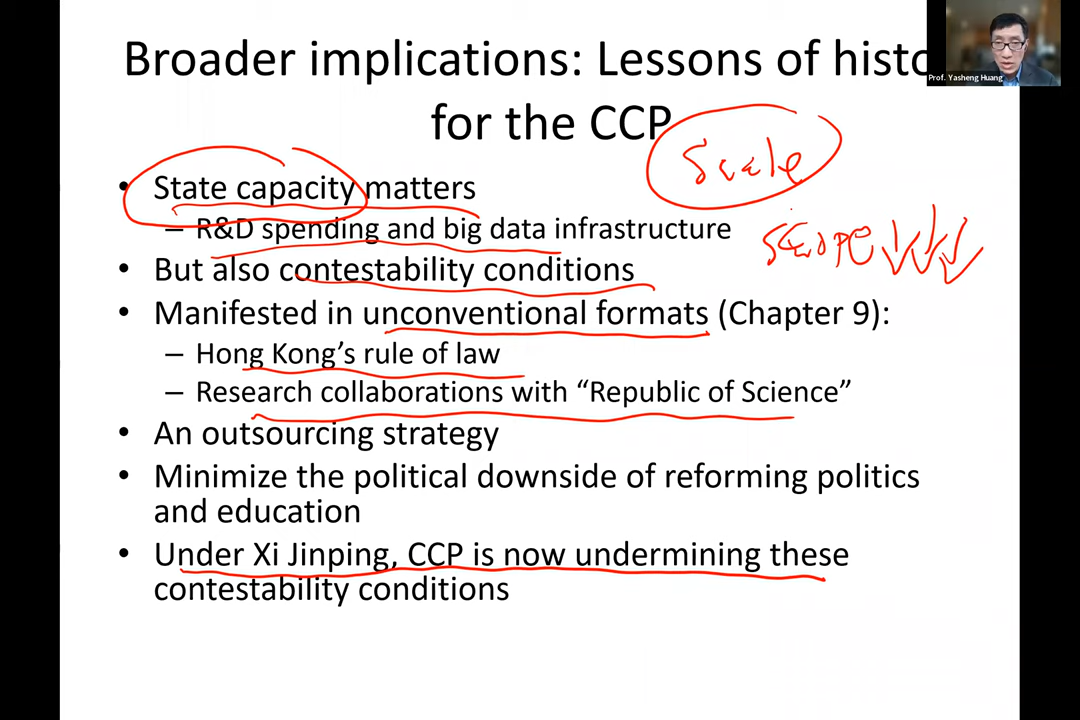 Broader implications: Lessons of histo
for the CCP
Prof. Yasheng Huang
Scale
• State capacity matters
– R&D spending and big data infrastructure
scope
• But also contestability conditions
• Manifested in unconventional formats (Chapter 9):
– Hong Kong’s rule of law
– Research collaborations with “Republic of Science”
• An outsourcing strategy
• Minimize the political downside of reforming politics
and education
• Under Xi Jinping, CCP is now undermining these
contestability conditions